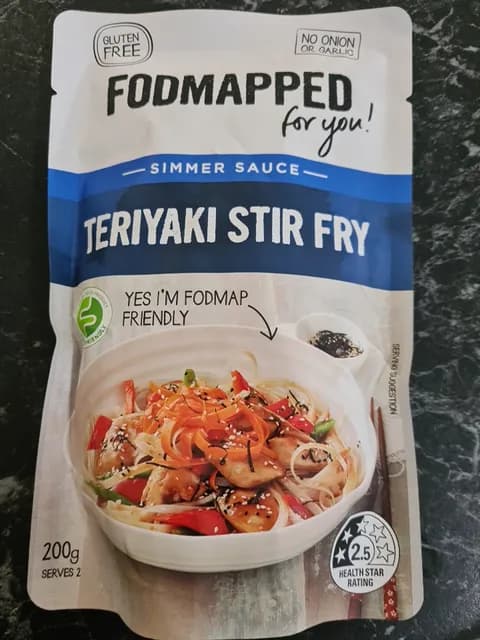 GLUTEN
FREE
NO ONION
OR GARLIC
FODMAPPED
for you!
SIMMER SAUCE
TERIYAKI STIR FRY
YES I'M FODMAP
FRIENDLY
SERVING SUGGESTION
200g
SERVES 2
2.5
HEALTH STAR
RATING